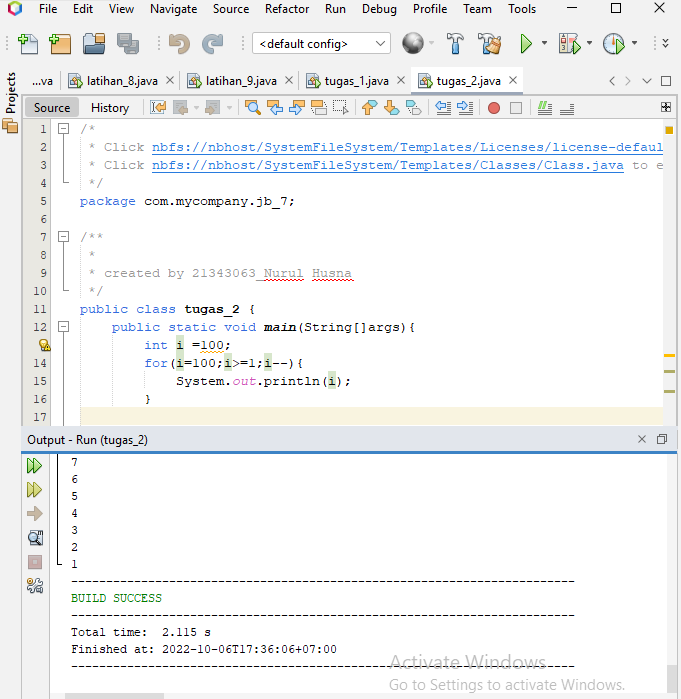 File Edit View Navigate Source Refactor Run Debug Profile Team Tools
<default config>
Projects
...va latihan_8.java latihan_9.java tugas_1.java tugas_2.java
Source History
1 /*
2 * Click nbfs://nbhost/SystemFileSystem/Templates/Licenses/license-defaul
3 * Click nbfs://nbhost/SystemFileSystem/Templates/Classes/Class.java to e
4 */
5 package com.mycompany.jb_7;
6
7 /**
8 *
9 * created by 21343063_Nurul Husna
10 */
11 public class tugas_2 {
12 public static void main(String[]args){
int i =100;
14 for(i=100;i>=1;i--){
15 System.out.println(i);
16 }
17
Output - Run (tugas_2)
7
6
5
4
3
2
1
------------------------------------------------------------------------
BUILD SUCCESS
------------------------------------------------------------------------
Total time: 2.115 s
Finished at: 2022-10-06T17:36:06+07:00
------------------------------------------------------------------------
Activate Windows
Go to Settings to activate Windows.